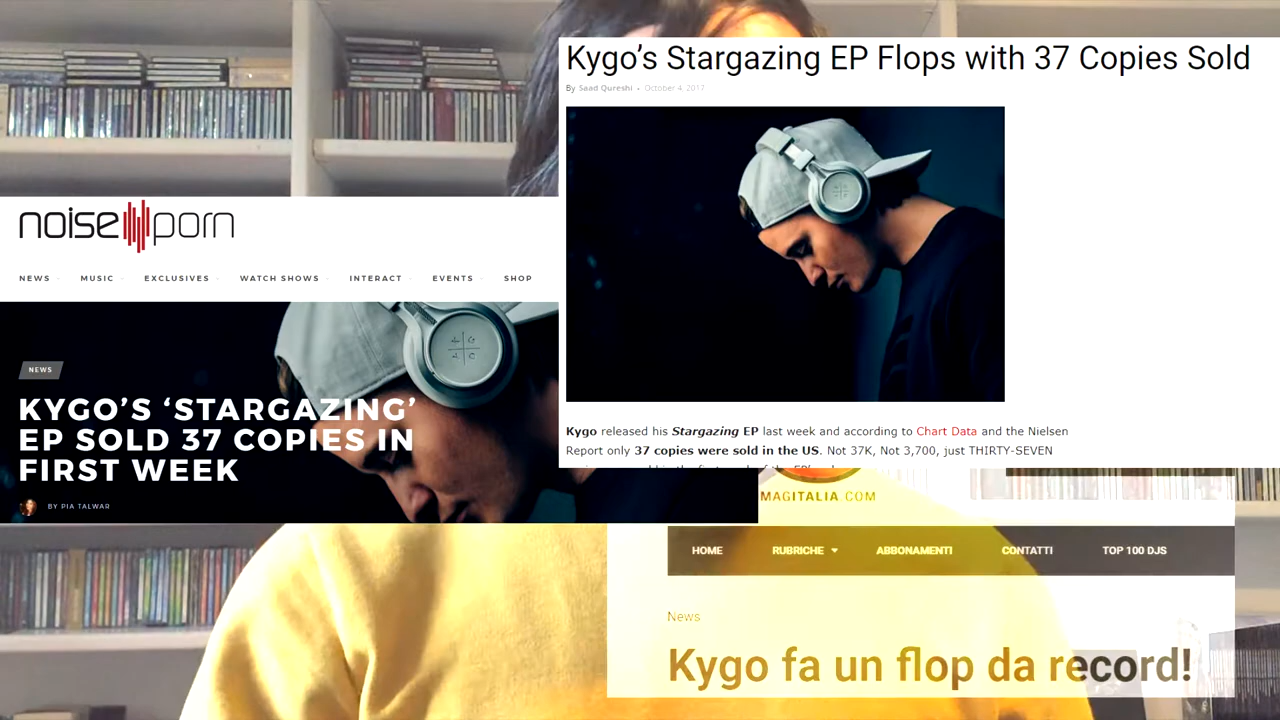 Kygo’s Stargazing EP Flops with 37 Copies Sold
By Saad Qureshi - October 4, 2017
Kygo released his Stargazing EP last week and according to Chart Data and the Nielsen
Report only 37 copies were sold in the US. Not 37K, Not 3,700, just THIRTY-SEVEN
noise porn
NEWS MUSIC EXCLUSIVES WATCH SHOWS INTERACT EVENTS SHOP
NEWS
KYGO’S ‘STARGAZING’
EP SOLD 37 COPIES IN
FIRST WEEK
BY PIA TALWAR
MAGITALIA.COM
HOME RUBRICHE ABBONAMENTI CONTATTI TOP 100 DJS
News
Kygo fa un flop da record!